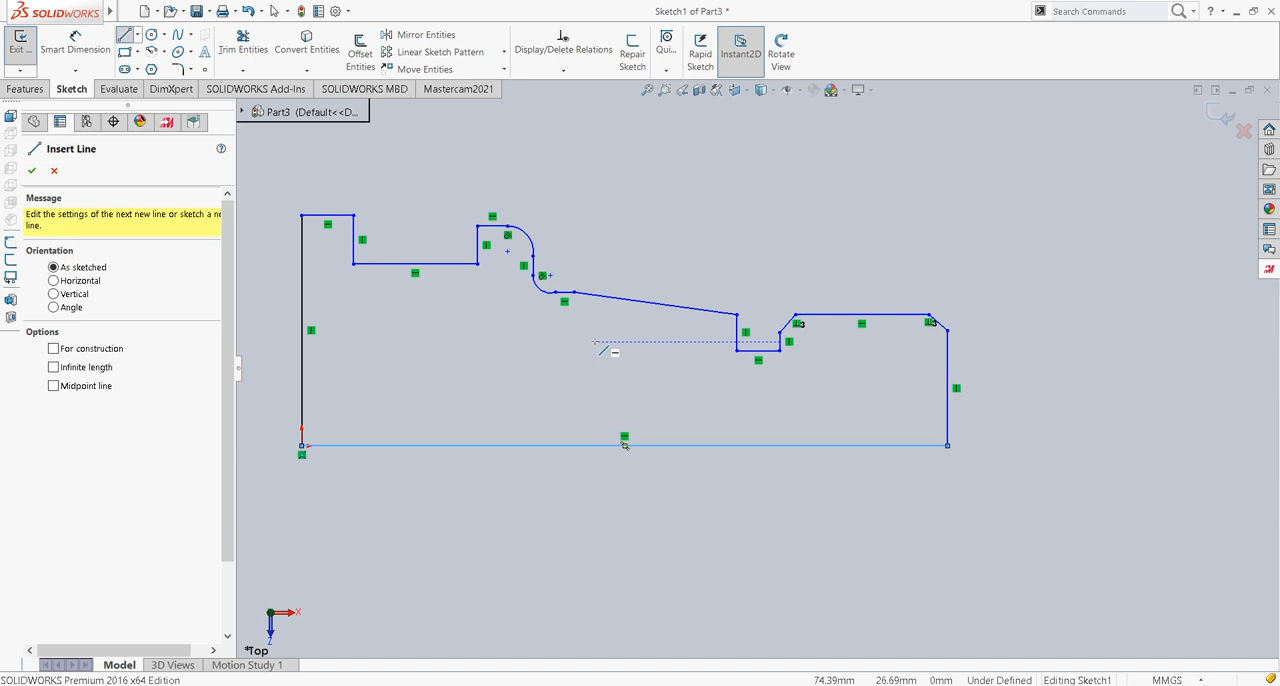 SOLIDWORKS
Sketch1 of Part3 *
Search Commands
Exit ...
Smart Dimension
Trim Entities
Convert Entities
Offset Entities
Mirror Entities
Linear Sketch Pattern
Move Entities
Display/Delete Relations
Repair Sketch
Qui...
Rapid Sketch
Instant2D
Rotate View
Features
Sketch
Evaluate
DimXpert
SOLIDWORKS Add-Ins
SOLIDWORKS MBD
Mastercam2021
Part3 (Default<<D...
Insert Line
Message
Edit the settings of the next new line or sketch a ne
line.
Orientation
As sketched
Horizontal
Vertical
Angle
Options
For construction
Infinite length
Midpoint line
3
3
X
Z
*Top
Model
3D Views
Motion Study 1
SOLIDWORKS Premium 2016 x64 Edition
74.39mm
26.69mm
0mm
Under Defined
Editing Sketch1
MMGS